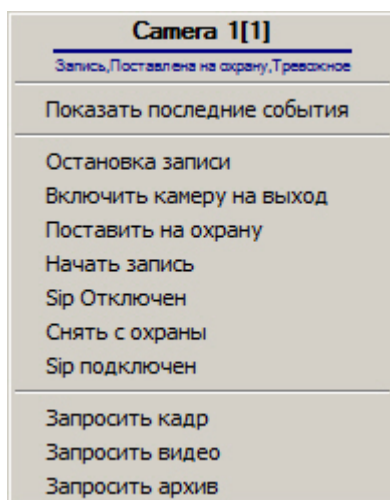 Camera 1[1]
Запись,Поставлена на охрану,Тревожное
Показать последние события
Остановка записи
Включить камеру на выход
Поставить на охрану
Начать запись
Sip Отключен
Снять с охраны
Sip подключен
Запросить кадр
Запросить видео
Запросить архив